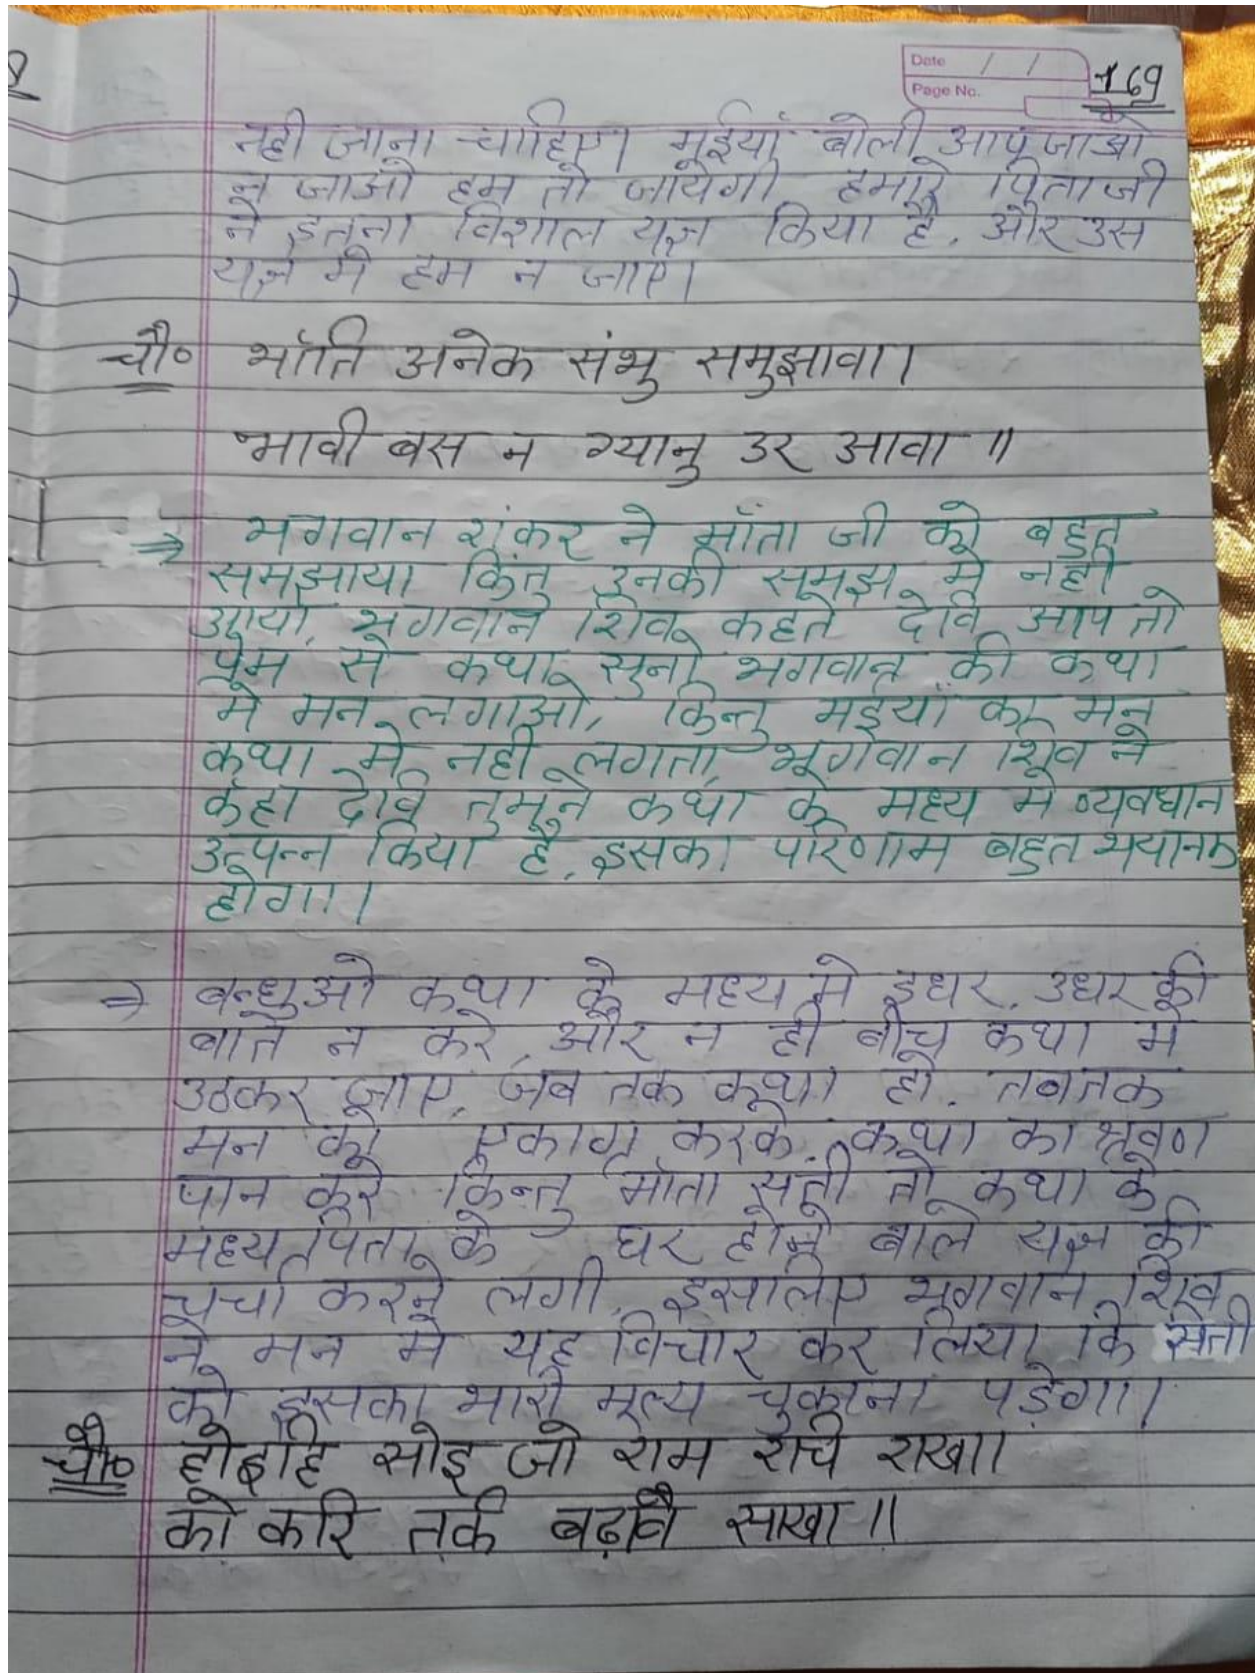 Date / /
Page No.
169
नही जाना चाहिए। मईयाँ बोली आप जाओ
न जाओ हम तो जायेगी हमारे पिता जी
ने इतना विशाल यज्ञ किया है, और उस
यज्ञ मे हम न जाए।
चौ० भाँति अनेक संभु समुझावा।
भावी बस न ग्यानु उर आवा ॥
⇒ भगवान शंकर ने माँता जी को बहुत
समझाया किंतु उनकी समझ मे नही
आया, भगवान शिव कहते देवि आप तो
प्रेम से कथा सुनो भगवान की कथा
मे मन लगाओ, किन्तु मइयाँ का मन
कथा मे नही लगता, भगवान शिव ने
कहा देवि तुमने कथा के मध्य मे व्यवधान
उत्पन्न किया है, इसका परिणाम बहुत भयानक
होगा।
⇒ बन्धुओ कथा के मध्य मे इधर, उधर की
बाते न करे, और न ही बीच कथा मे
उठकर जाए, जब तक कथा हो, तबतक
मन को एकाग्र करके, कथा का श्रवण
पान करे किन्तु माँता सती तो कथा के
मध्य पिता के घर होने बाले यज्ञ की
चर्चा करने लगी, इसलिए भगवान शिव
ने मन मे यह विचार कर लिया कि सती
को इसका भारी मूल्य चुकाना पड़ेगा।
चौ० होइहि सोइ जो राम रचि राखा।
को करि तर्क बढ़ावै साखा ॥